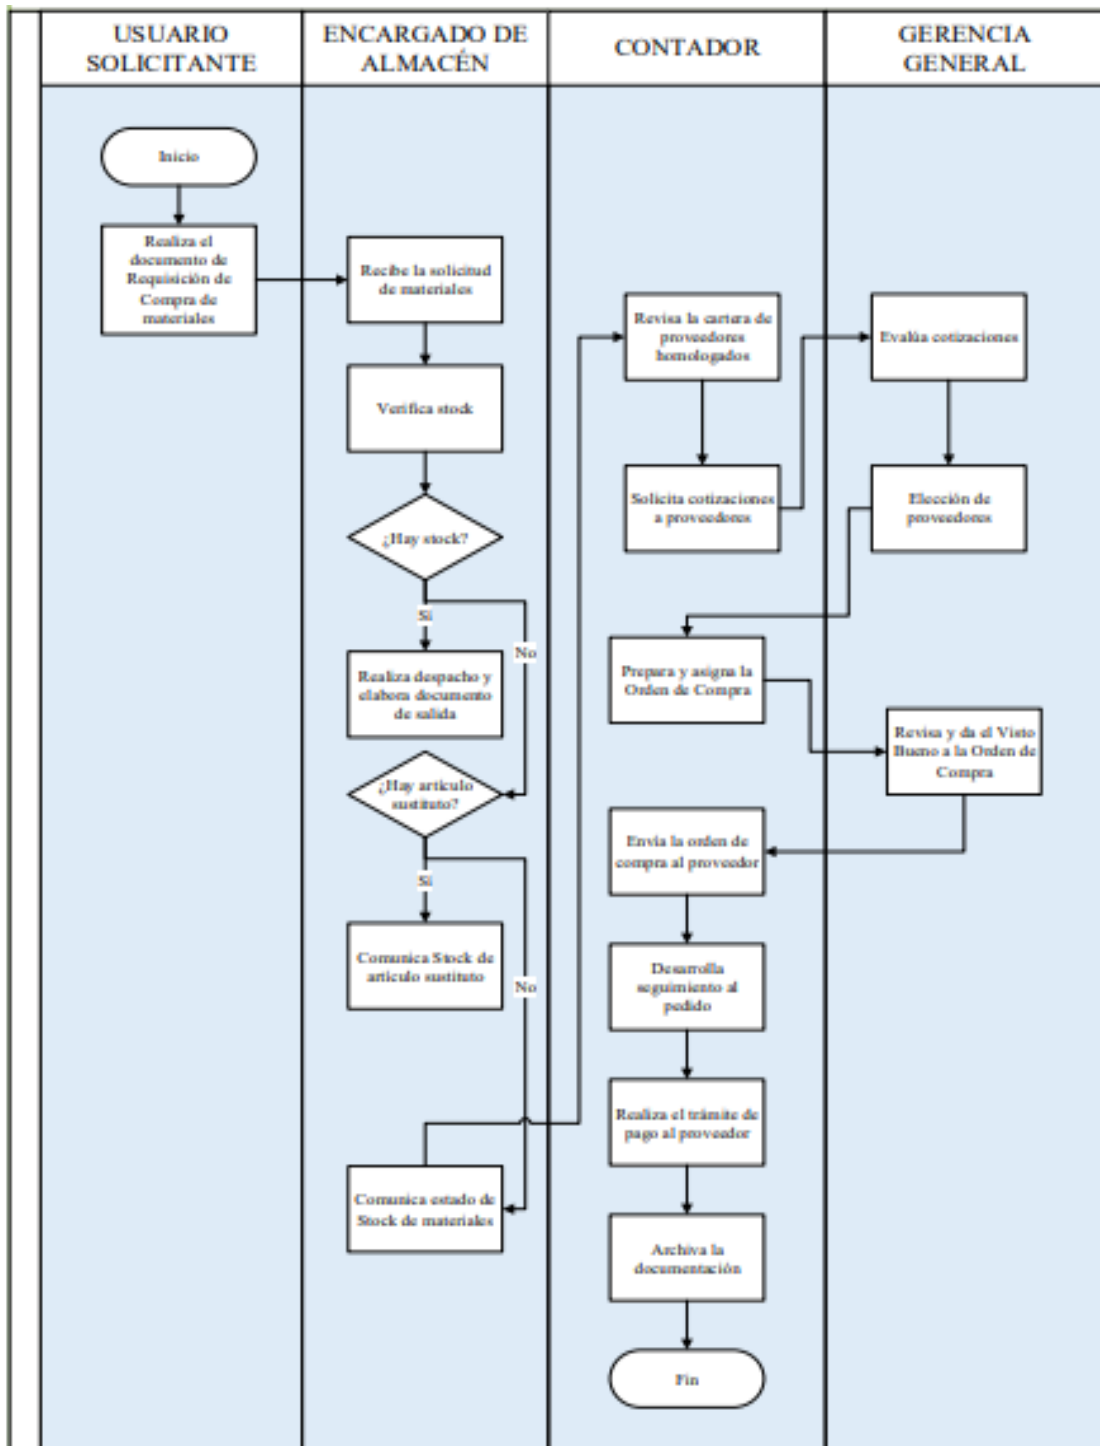 USUARIO
SOLICITANTE
ENCARGADO DE
ALMACÉN
CONTADOR
GERENCIA
GENERAL
Inicio
Realiza el
documento de
Requisición de
Compra de
materiales
Recibe la solicitud
de materiales
Verifica stock
¿Hay stock?
Si
No
Realiza despacho y
elabora documento
de salida
¿Hay artículo
sustituto?
Si
No
Comunica Stock de
artículo sustituto
Comunica estado de
Stock de materiales
Revisa la cartera de
proveedores
homologados
Solicita cotizaciones
a proveedores
Evalúa cotizaciones
Elección de
proveedores
Prepara y asigna la
Orden de Compra
Revisa y da el Visto
Bueno a la Orden de
Compra
Envía la orden de
compra al proveedor
Desarrolla
seguimiento al
pedido
Realiza el trámite de
pago al proveedor
Archiva la
documentación
Fin